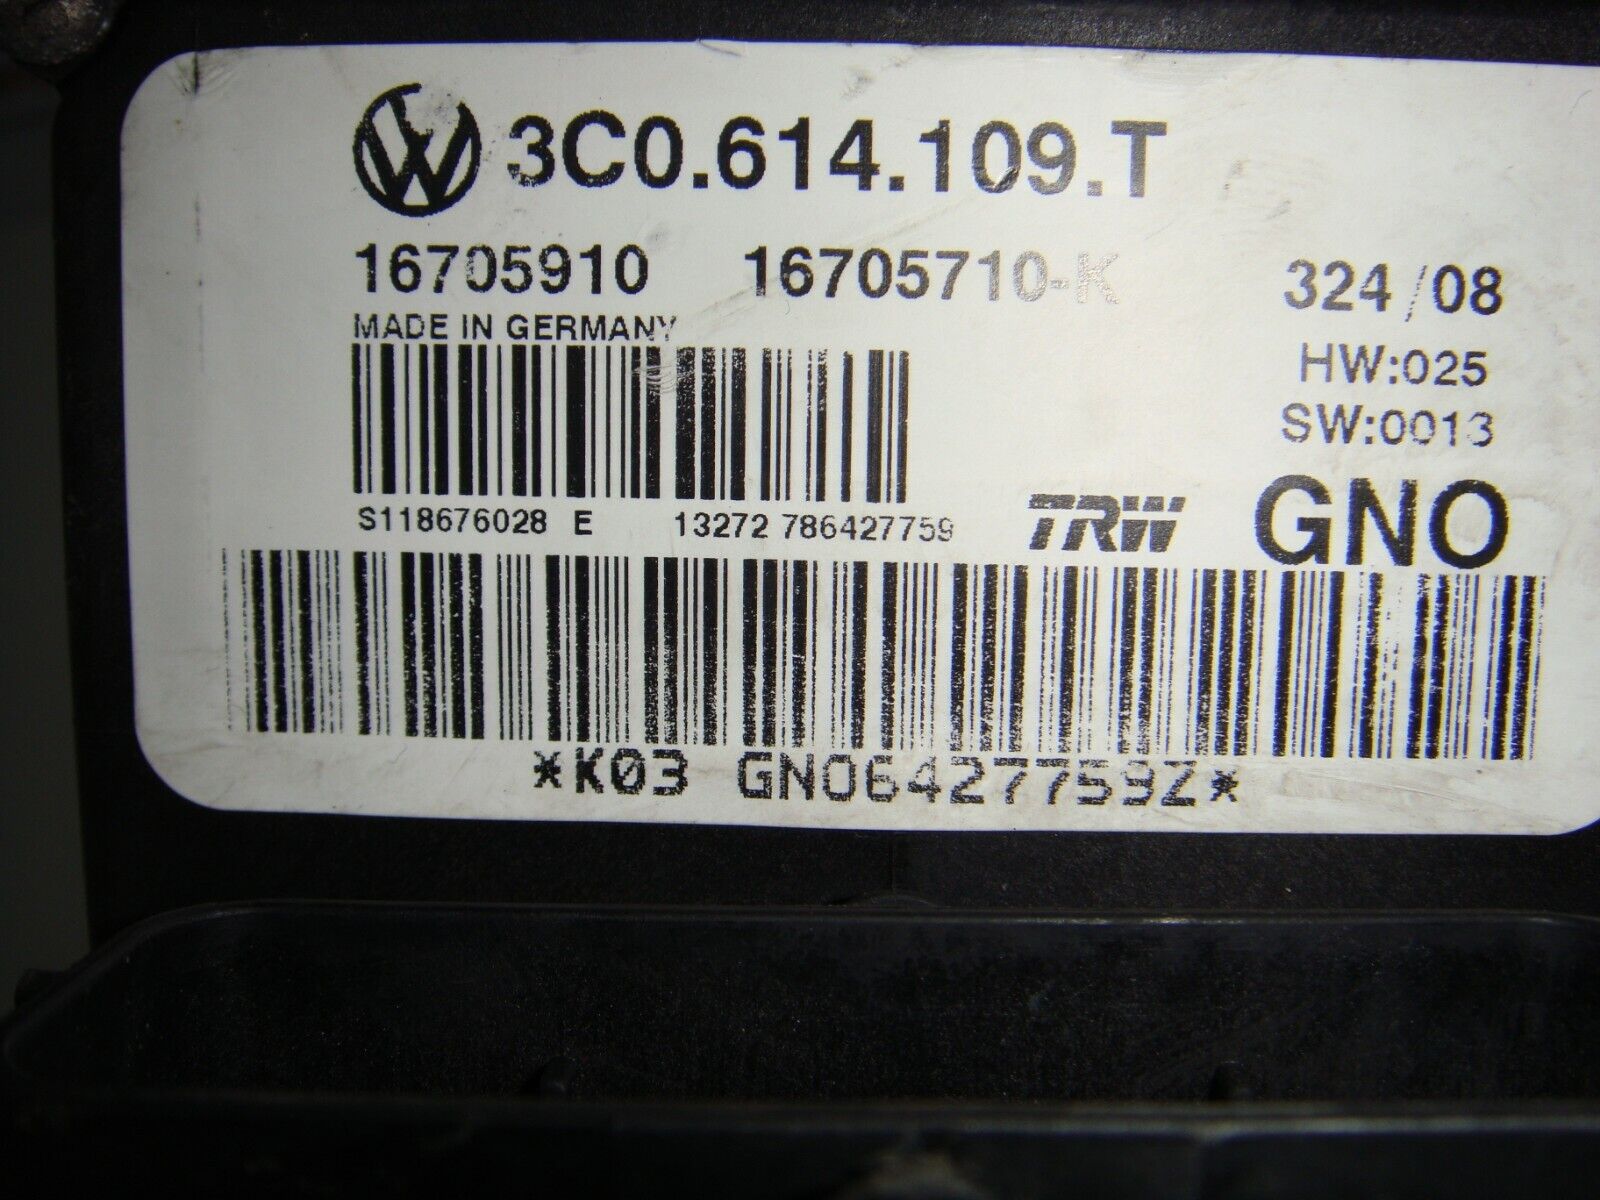 3C0.614.109.T
16705910 16705710-K 324/08
MADE IN GERMANY
HW:025
SW:0013
S118676028 E 13272 786427759 TRW GNO
*K03 GNO6427759Z*